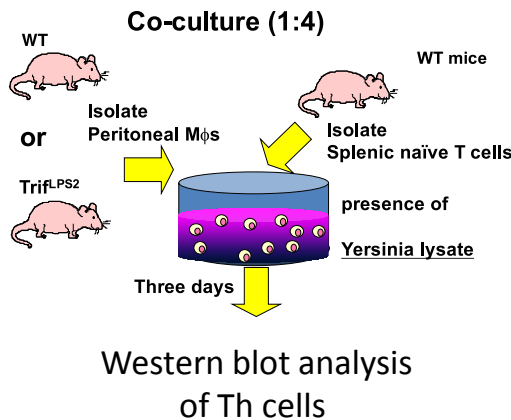 Co-culture (1:4)
WT
WT mice
or
Isolate
Peritoneal Mϕs
Isolate
Splenic naïve T cells
Trif^LPS2
presence of
Yersinia lysate
Three days
Western blot analysis
of Th cells